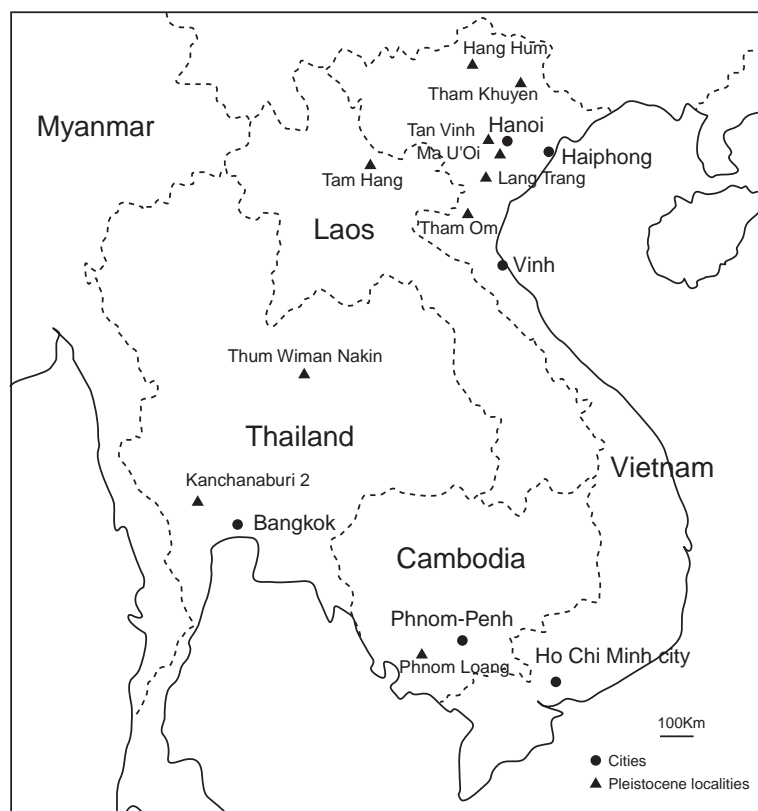 Hang Hum
Tham Khuyen
Myanmar
Tan Vinh
Hanoi
Ma U'Oi
Haiphong
Tam Hang
Lang Trang
Laos
Tham Om
Vinh
Thum Wiman Nakin
Thailand
Vietnam
Kanchanaburi 2
Bangkok
Cambodia
Phnom-Penh
Phnom Loang
Ho Chi Minh city
100Km
Cities
Pleistocene localities